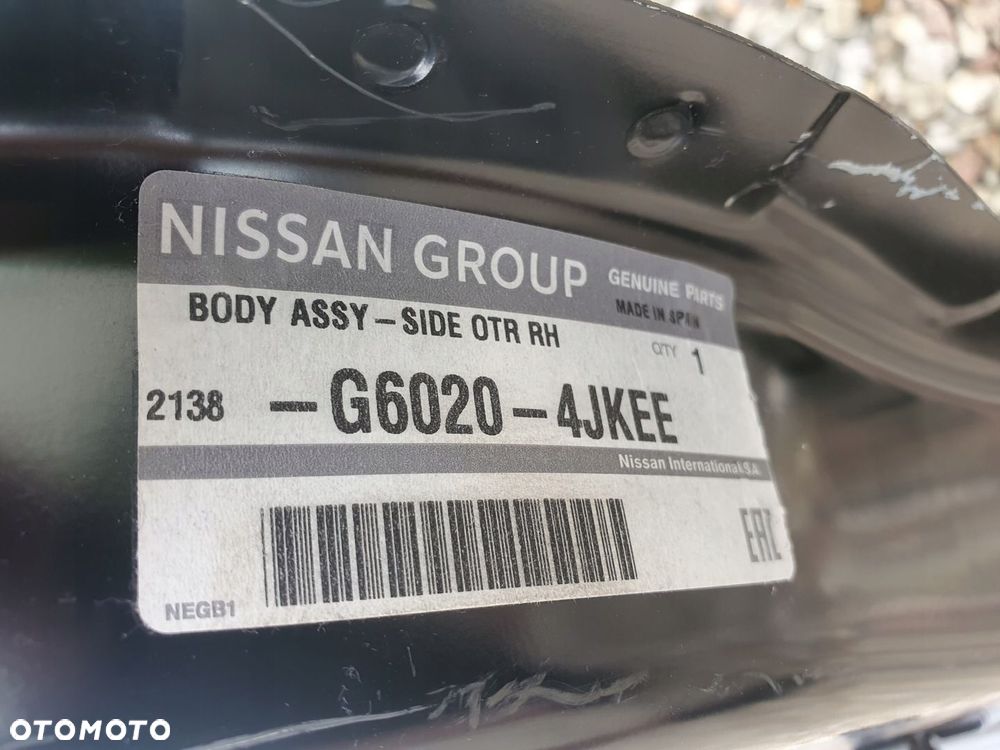 NISSAN GROUP GENUINE PARTS
BODY ASSY-SIDE OTR RH MADE IN SPAIN
QTY 1
2138 -G6020-4JKEE
Nissan International S.A.
EAC
NEGB1
OTOMOTO